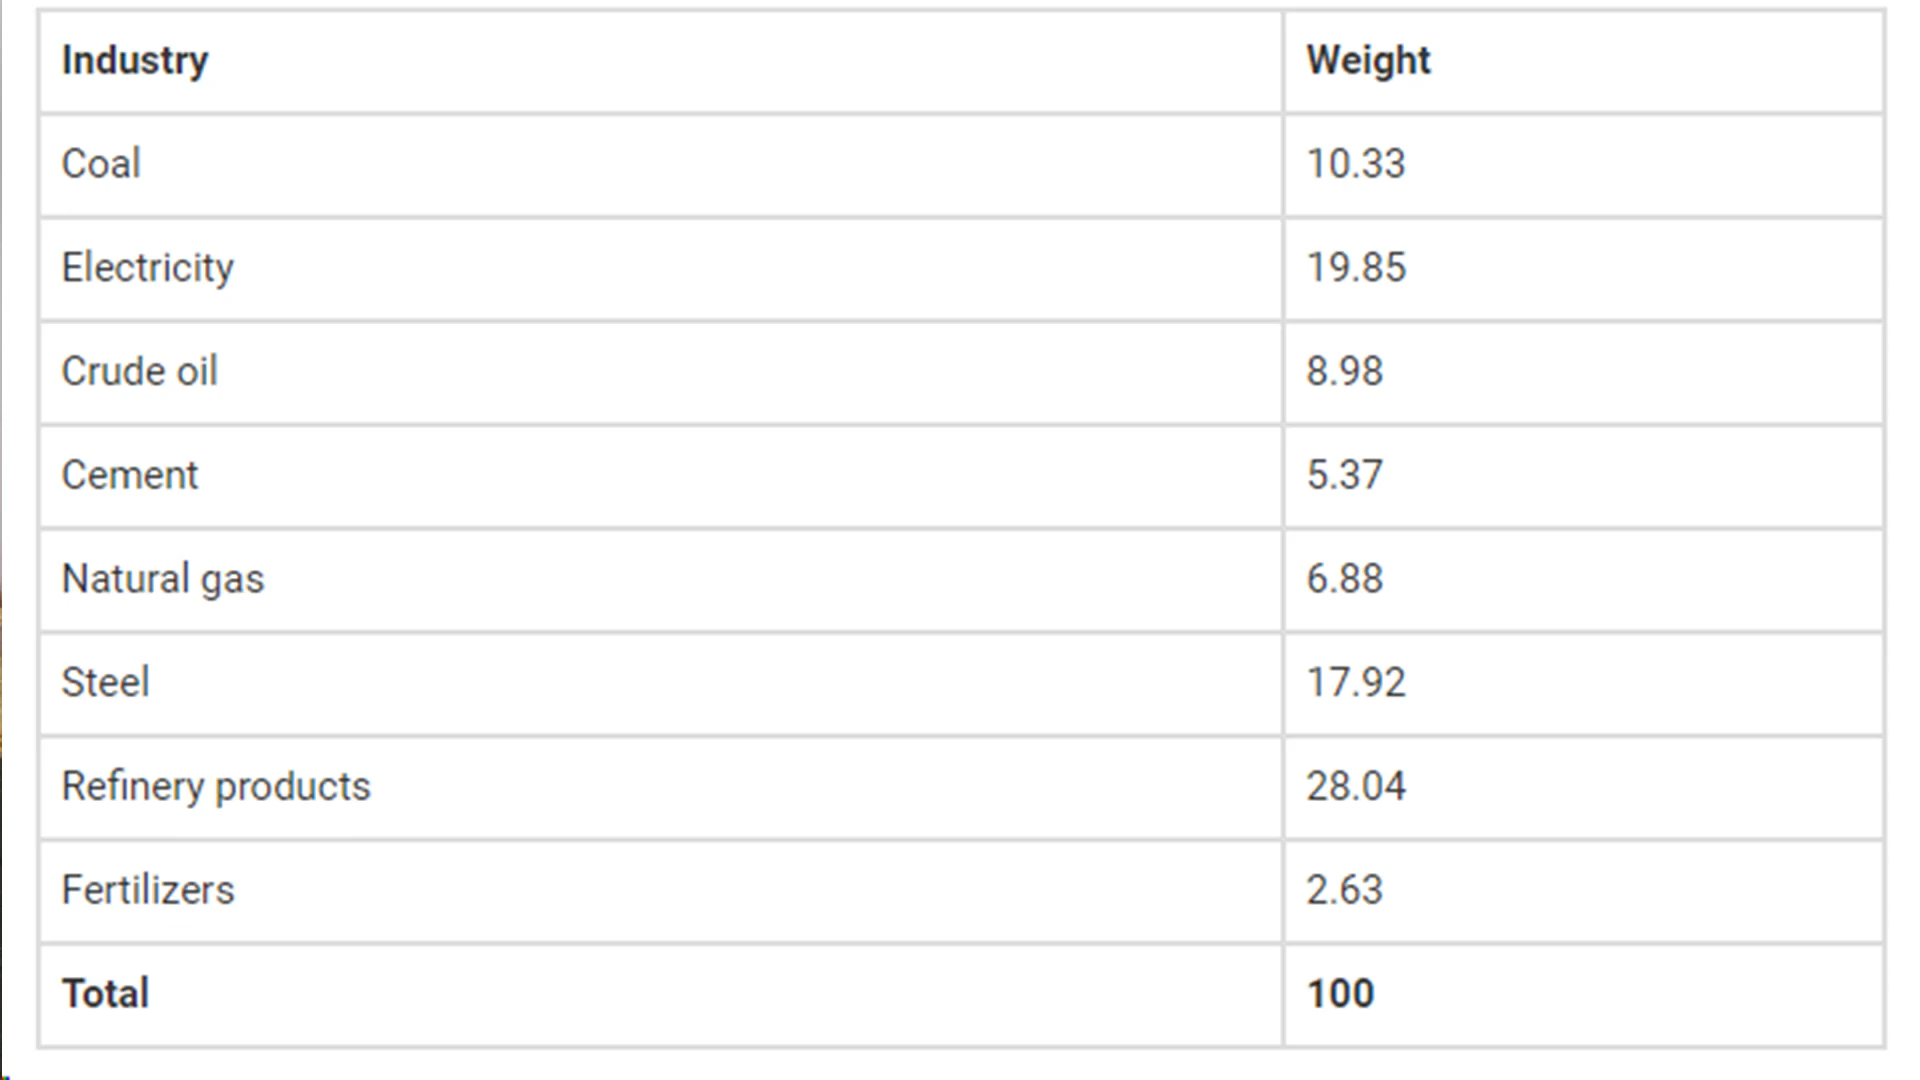 Industry Weight
Coal 10.33
Electricity 19.85
Crude oil 8.98
Cement 5.37
Natural gas 6.88
Steel 17.92
Refinery products 28.04
Fertilizers 2.63
Total 100